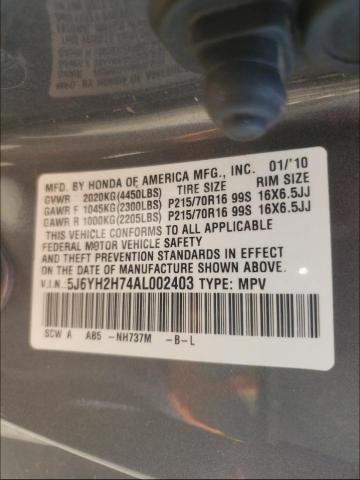 MFD. BY HONDA OF AMERICA MFG., INC. 01/'10
GVWR 2020KG(4450LBS) TIRE SIZE RIM SIZE
GAWR F 1045KG(2300LBS) P215/70R16 99S 16X6.5JJ
GAWR R 1000KG(2205LBS) P215/70R16 99S 16X6.5JJ
THIS VEHICLE CONFORMS TO ALL APPLICABLE
FEDERAL MOTOR VEHICLE SAFETY
AND THEFT PREVENTION STANDARDS IN EFFECT
ON THE DATE OF MANUFACTURE SHOWN ABOVE.
V.I.N.:5J6YH2H74AL002403 TYPE: MPV
SCW A AB5 -NH737M -B-L